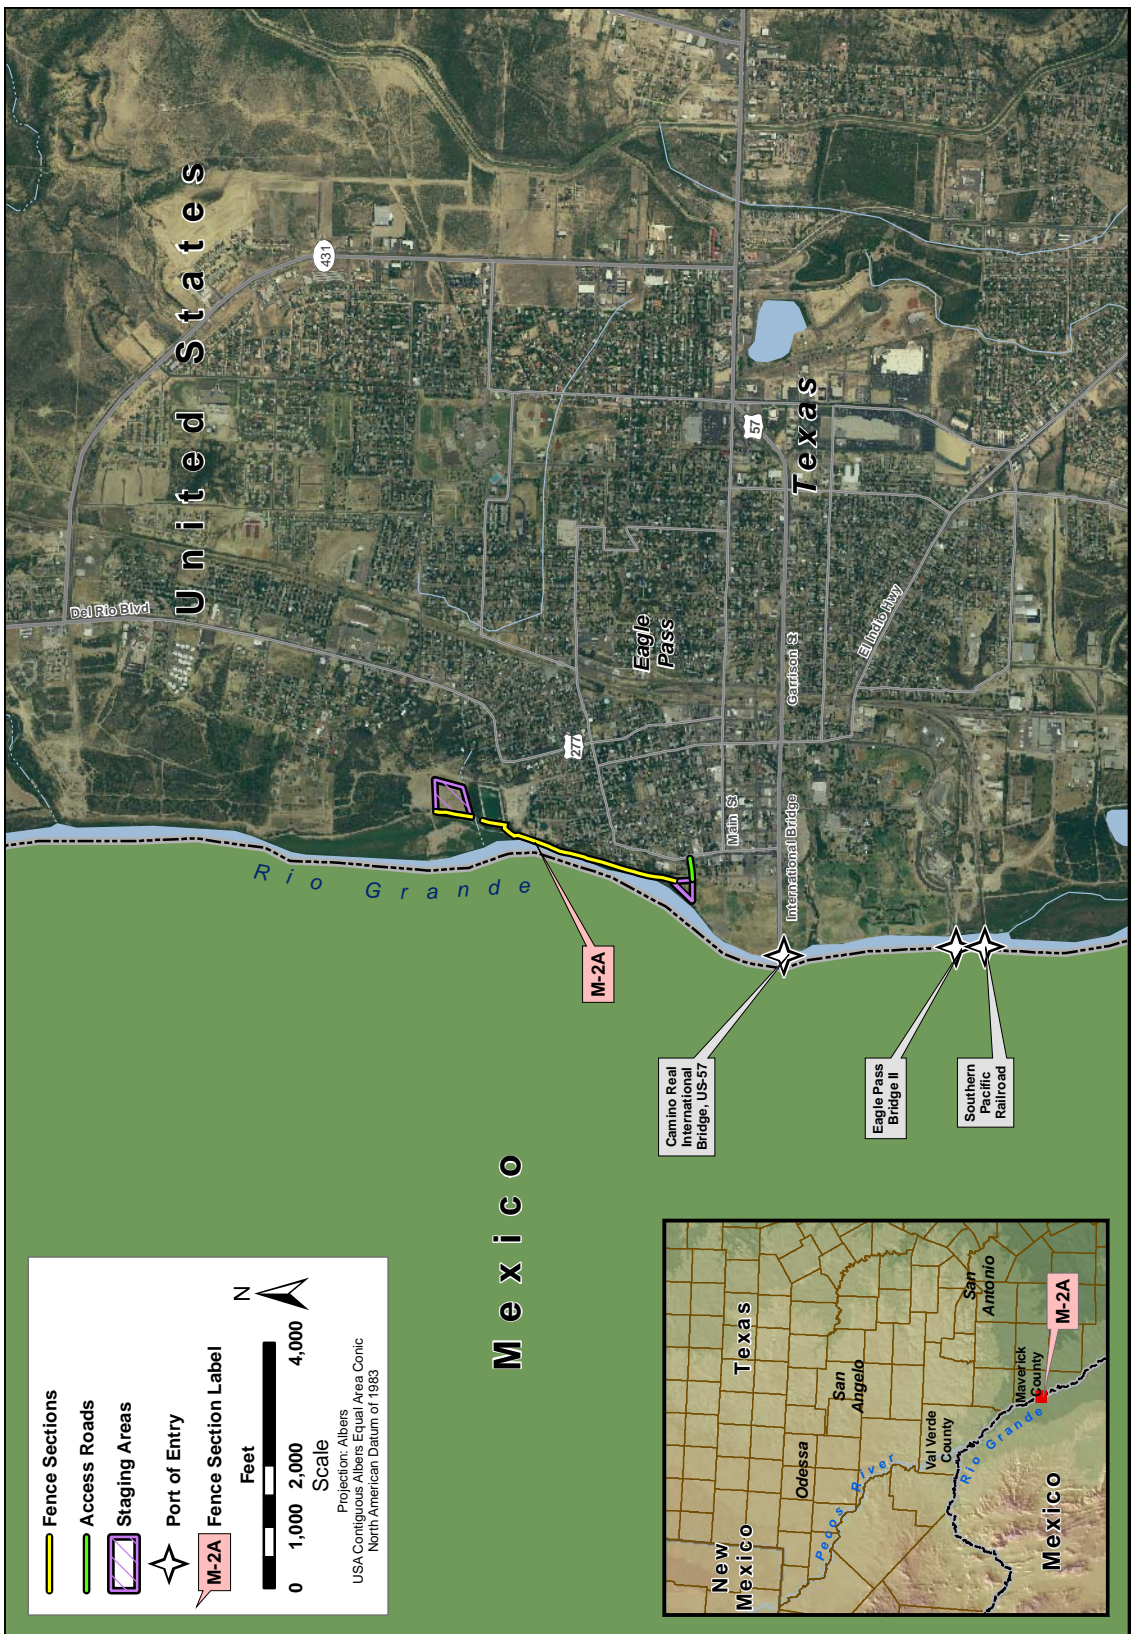 United States
431
Del Rio Blvd
57
Texas
Eagle
Pass
El Indio Hwy
Garrison St
277
Main St
International Bridge
Rio Grande
M-2A
Camino Real
International
Bridge, US-57
Eagle Pass
Bridge II
Southern
Pacific
Railroad
Mexico
Fence Sections
Access Roads
Staging Areas
Port of Entry
M-2A
Fence Section Label
N
Feet
0 1,000 2,000 4,000
Scale
Projection: Albers
USA Contiguous Albers Equal Area Conic
North American Datum of 1983
New
Mexico
Texas
Odessa
San
Angelo
San
Antonio
Pecos River
Val Verde
County
Maverick
County
Rio Grande
M-2A
Mexico